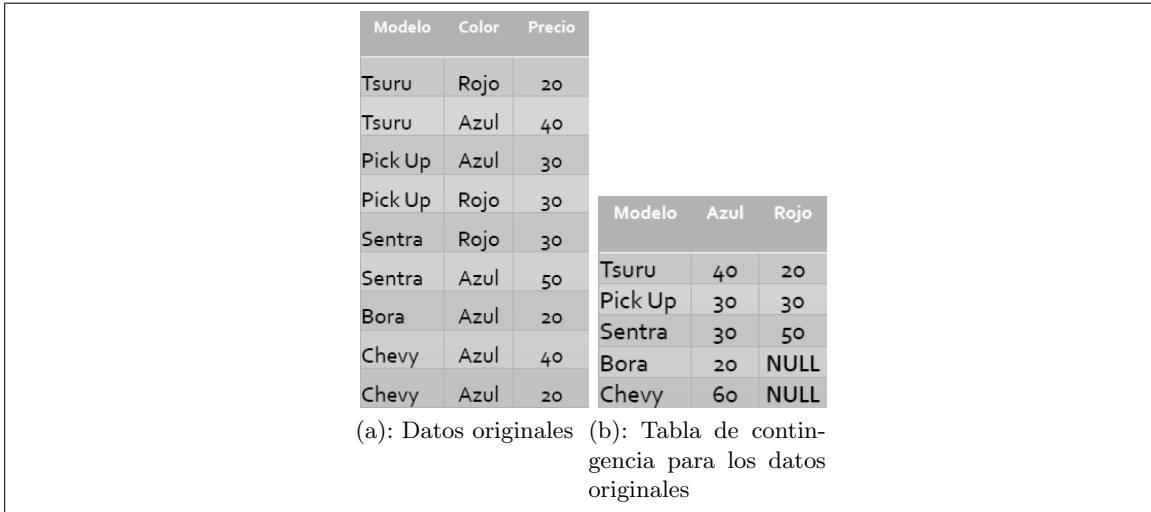 Modelo Color Precio
Tsuru Rojo 20
Tsuru Azul 40
Pick Up Azul 30
Pick Up Rojo 30
Sentra Rojo 30
Sentra Azul 50
Bora Azul 20
Chevy Azul 40
Chevy Azul 20
(a): Datos originales
Modelo Azul Rojo
Tsuru 40 20
Pick Up 30 30
Sentra 30 50
Bora 20 NULL
Chevy 60 NULL
(b): Tabla de contin-
gencia para los datos
originales